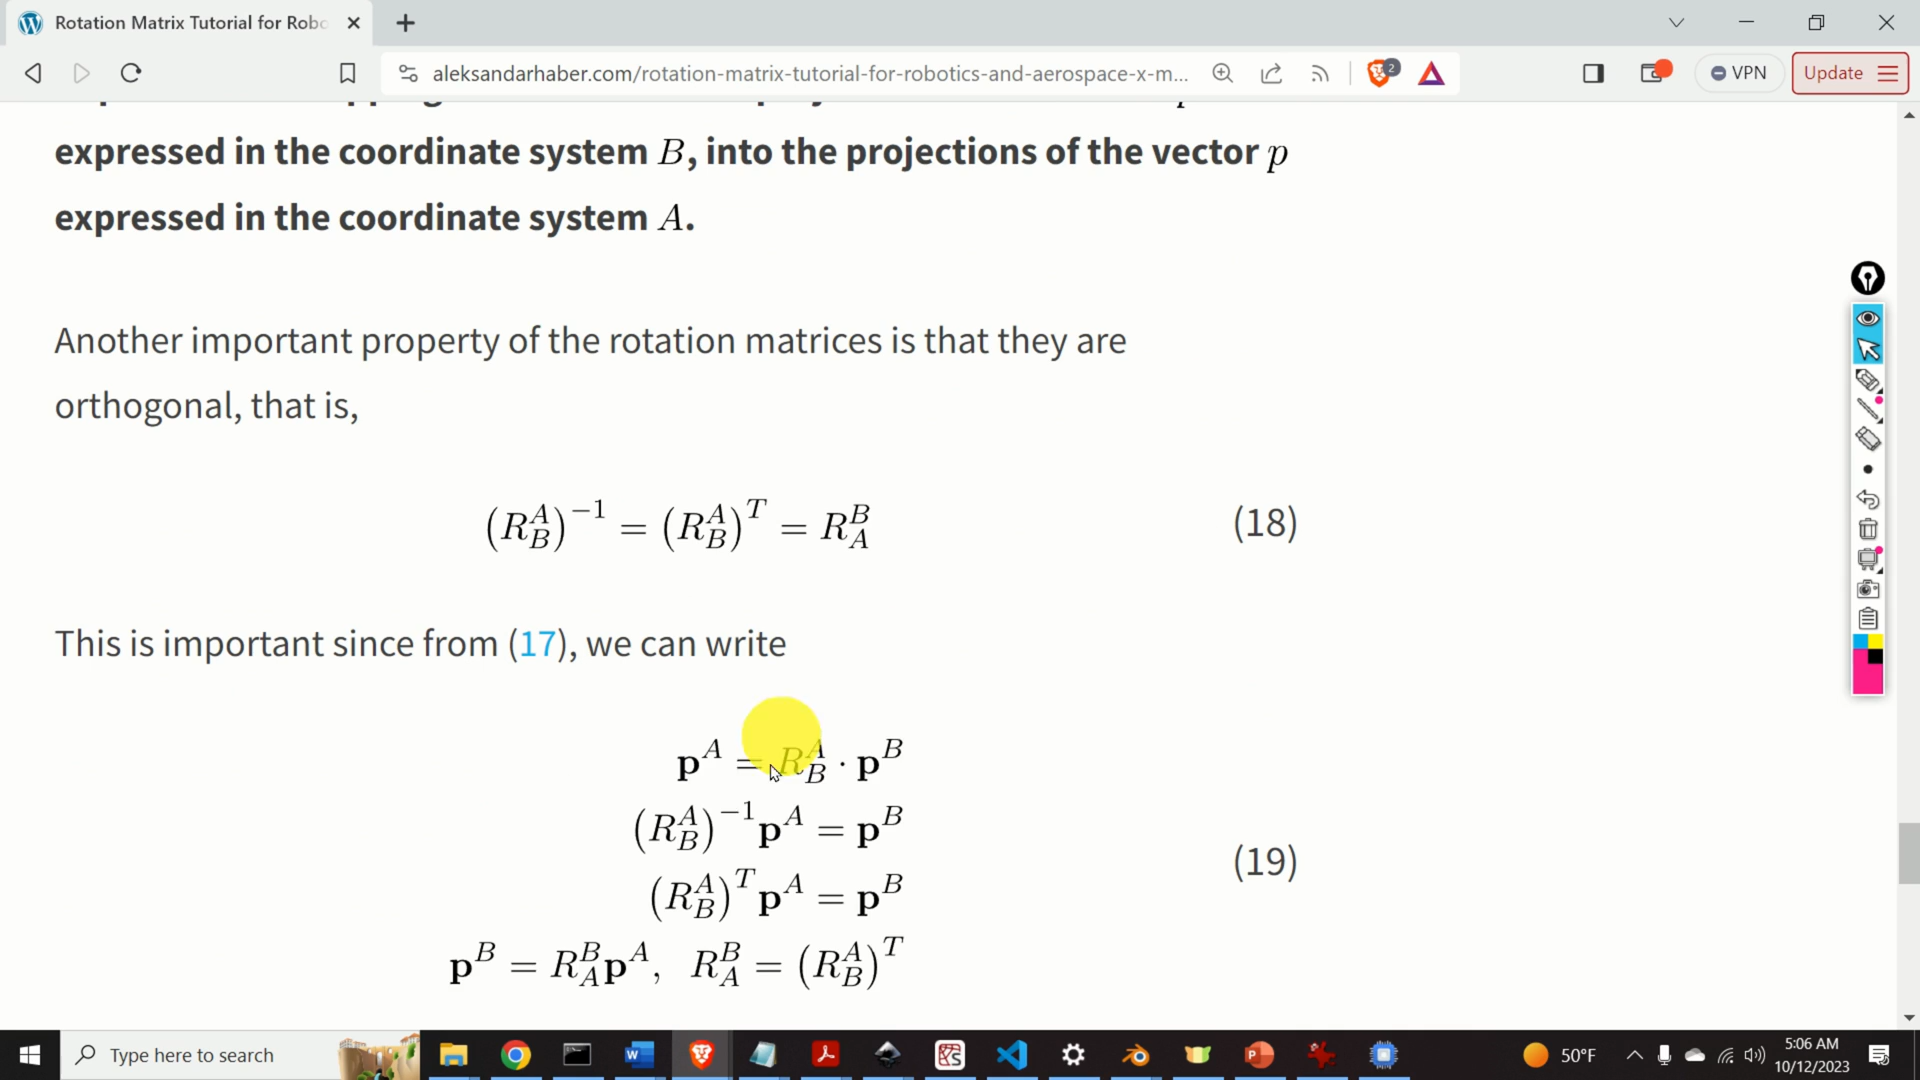 Rotation Matrix Tutorial for Robo
aleksandarhaber.com/rotation-matrix-tutorial-for-robotics-and-aerospace-x-m...
2
VPN
Update
expressed in the coordinate system B, into the projections of the vector p
expressed in the coordinate system A.
Another important property of the rotation matrices is that they are
orthogonal, that is,
(R_B^A)^{-1} = (R_B^A)^T = R_A^B (18)
This is important since from (17), we can write
p^A = R_B^A · p^B
(R_B^A)^{-1} p^A = p^B
(19)
(R_B^A)^T p^A = p^B
p^B = R_A^B p^A, R_A^B = (R_B^A)^T
Type here to search
50°F
5:06 AM
10/12/2023